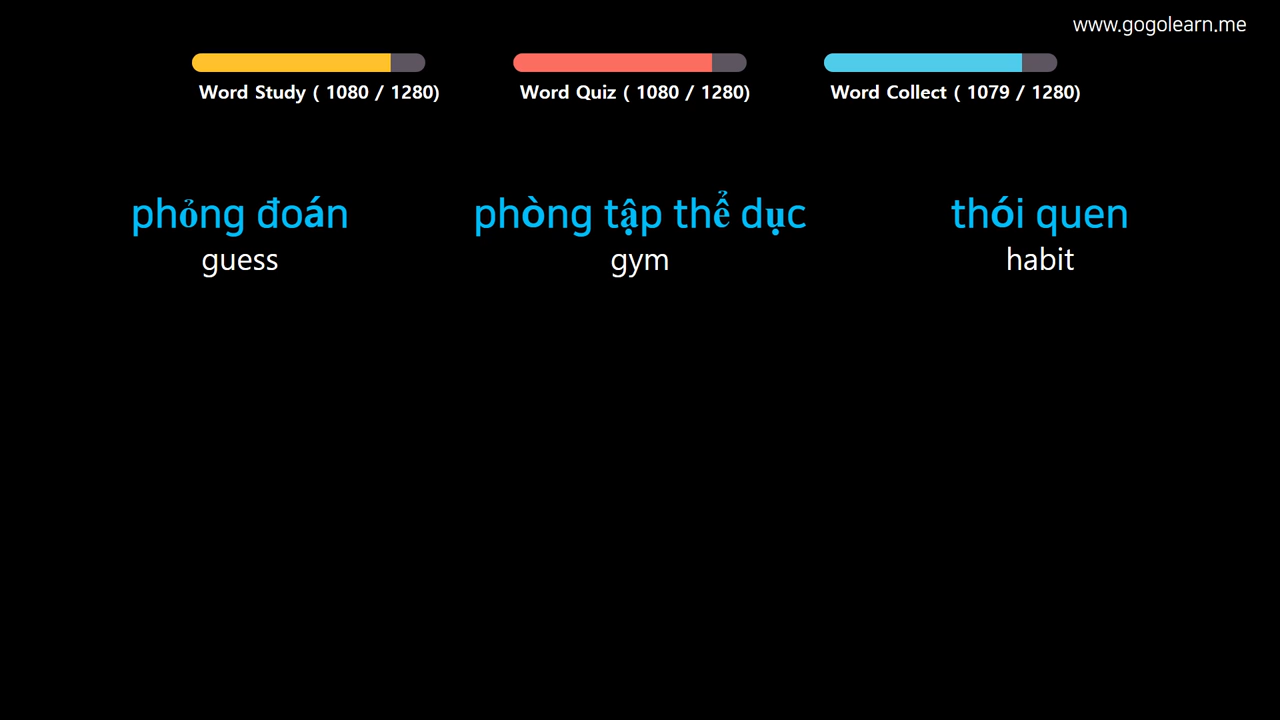 www.gogolearn.me
Word Study ( 1080 / 1280)
Word Quiz ( 1080 / 1280)
Word Collect ( 1079 / 1280)
phỏng đoán
guess
phòng tập thể dục
gym
thói quen
habit